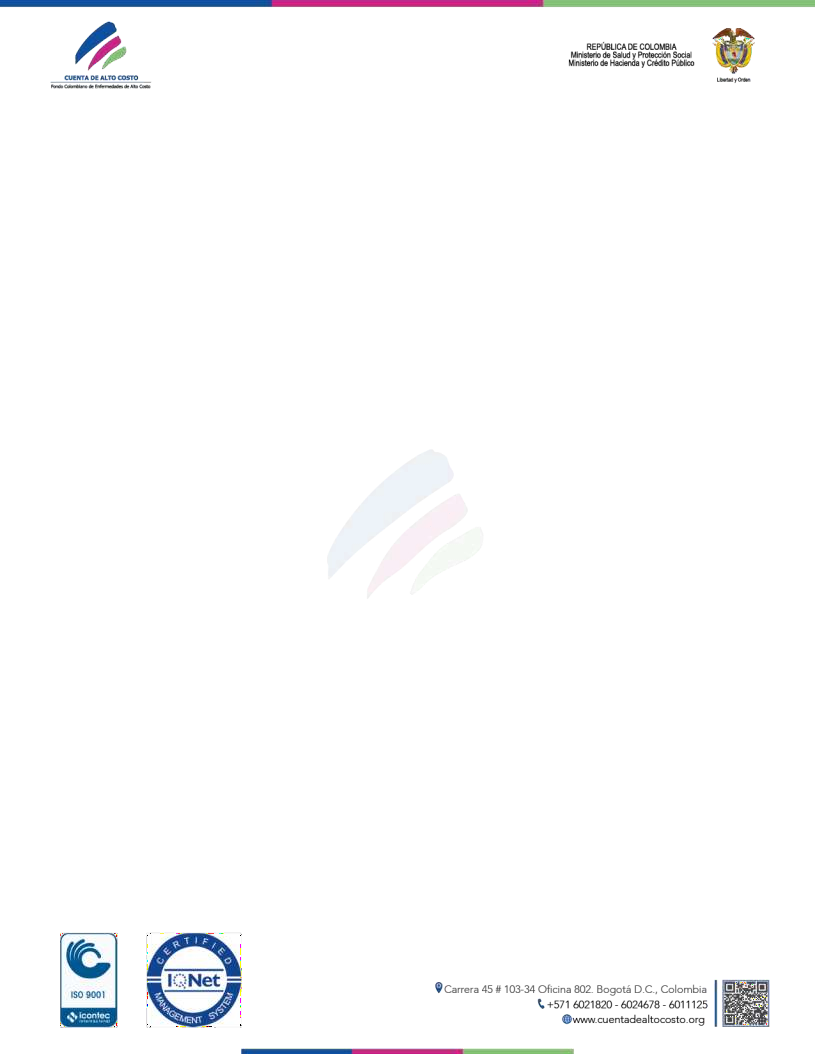 CUENTA DE ALTO COSTO
Fondo Colombiano de Enfermedades de Alto Costo
REPÚBLICA DE COLOMBIA
Ministerio de Salud y Protección Social
Ministerio de Hacienda y Crédito Público
Libertad y Orden
ISO 9001
icontec
CERTIFIED
IQNet
MANAGEMENT SYSTEM
Carrera 45 # 103-34 Oficina 802. Bogotá D.C., Colombia
+571 6021820 - 6024678 - 6011125
www.cuentadealtocosto.org